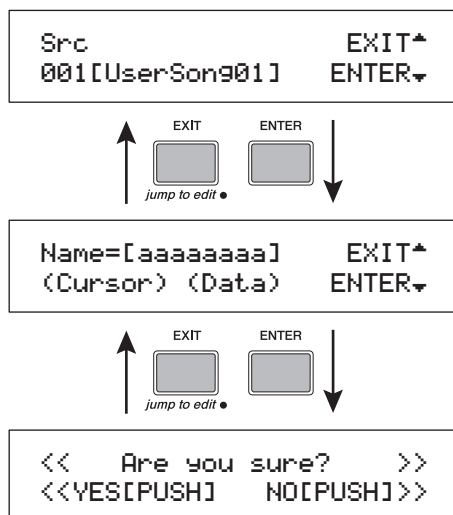 Src EXIT▲
001[UserSong01] ENTER▼
EXIT ENTER
jump to edit ●
Name=[aaaaaaaa] EXIT▲
(Cursor) (Data) ENTER▼
EXIT ENTER
jump to edit ●
<< Are you sure? >>
<<YES[PUSH] NO[PUSH]>>